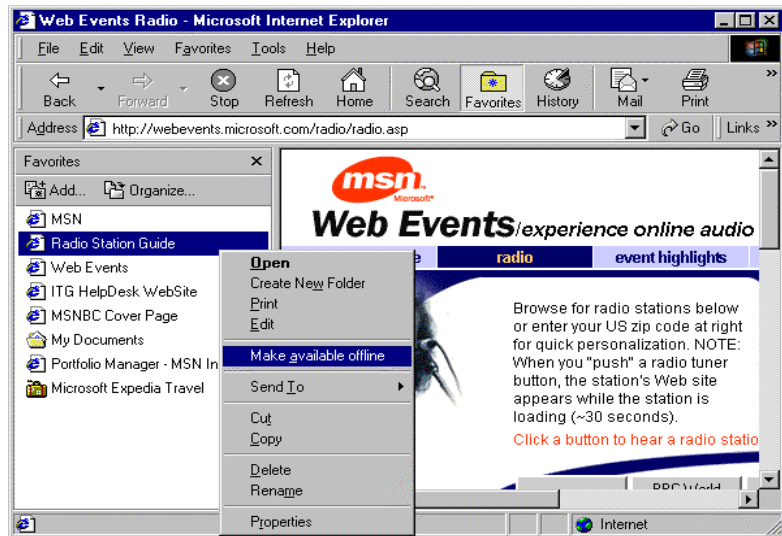 Web Events Radio - Microsoft Internet Explorer
File Edit View Favorites Tools Help
Back Forward Stop Refresh Home Search Favorites History Mail Print »
Address http://webevents.microsoft.com/radio/radio.asp Go Links »
Favorites
Add... Organize...
MSN
Radio Station Guide
Web Events
ITG HelpDesk WebSite
MSNBC Cover Page
My Documents
Portfolio Manager - MSN In
Microsoft Expedia Travel
Open
Create New Folder
Print
Edit
Make available offline
Send To
Cut
Copy
Delete
Rename
Properties
msn.
Microsoft*
Web Events/experience online audio
e radio event highlights
Browse for radio stations below
or enter your US zip code at right
for quick personalization. NOTE:
When you "push" a radio tuner
button, the station's Web site
appears while the station is
loading (~30 seconds).
Click a button to hear a radio statio
Internet